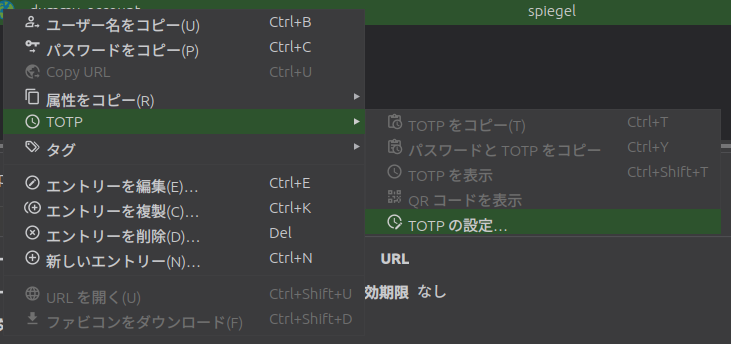 spiegel
ユーザー名をコピー(U) Ctrl+B
パスワードをコピー(P) Ctrl+C
Copy URL Ctrl+U
属性をコピー(R)
TOTP
タグ
エントリーを編集(E)... Ctrl+E
エントリーを複製(C)... Ctrl+K
エントリーを削除(D)... Del
新しいエントリー(N)... Ctrl+N
URL を開く(U) Ctrl+Shift+U
ファビコンをダウンロード(F) Ctrl+Shift+D
TOTP をコピー(T) Ctrl+T
パスワードと TOTP をコピー Ctrl+Y
TOTP を表示 Ctrl+Shift+T
QR コードを表示
TOTP の設定...
URL
効期限 なし